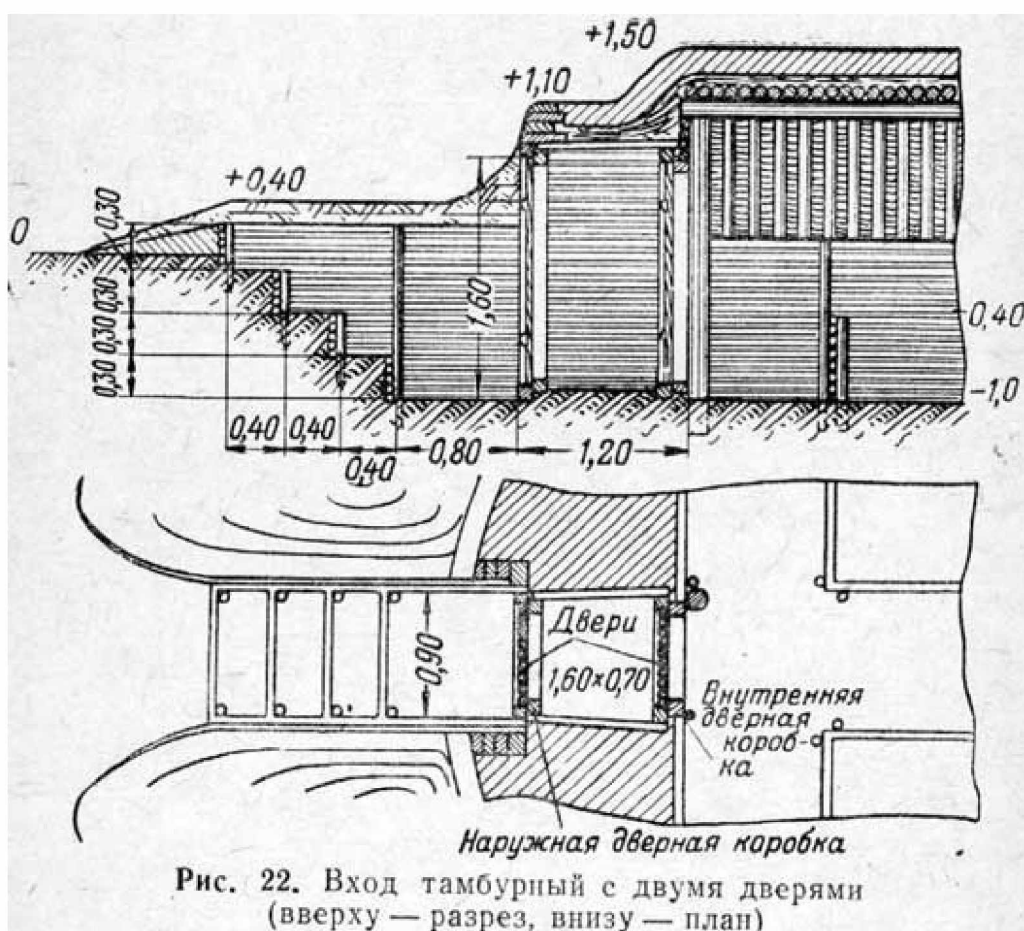 +1,50
+1,10
+0,40
0,30
0
0,30
0,30
0,30
1,60
0,40
-1,0
0,40
0,40
0,40
0,80
1,20
0,90
Двери
1,60×0,70
Внутренняя
дверная
короб-
ка
Наружная дверная коробка
Рис. 22. Вход тамбурный с двумя дверями
(вверху — разрез, внизу — план)